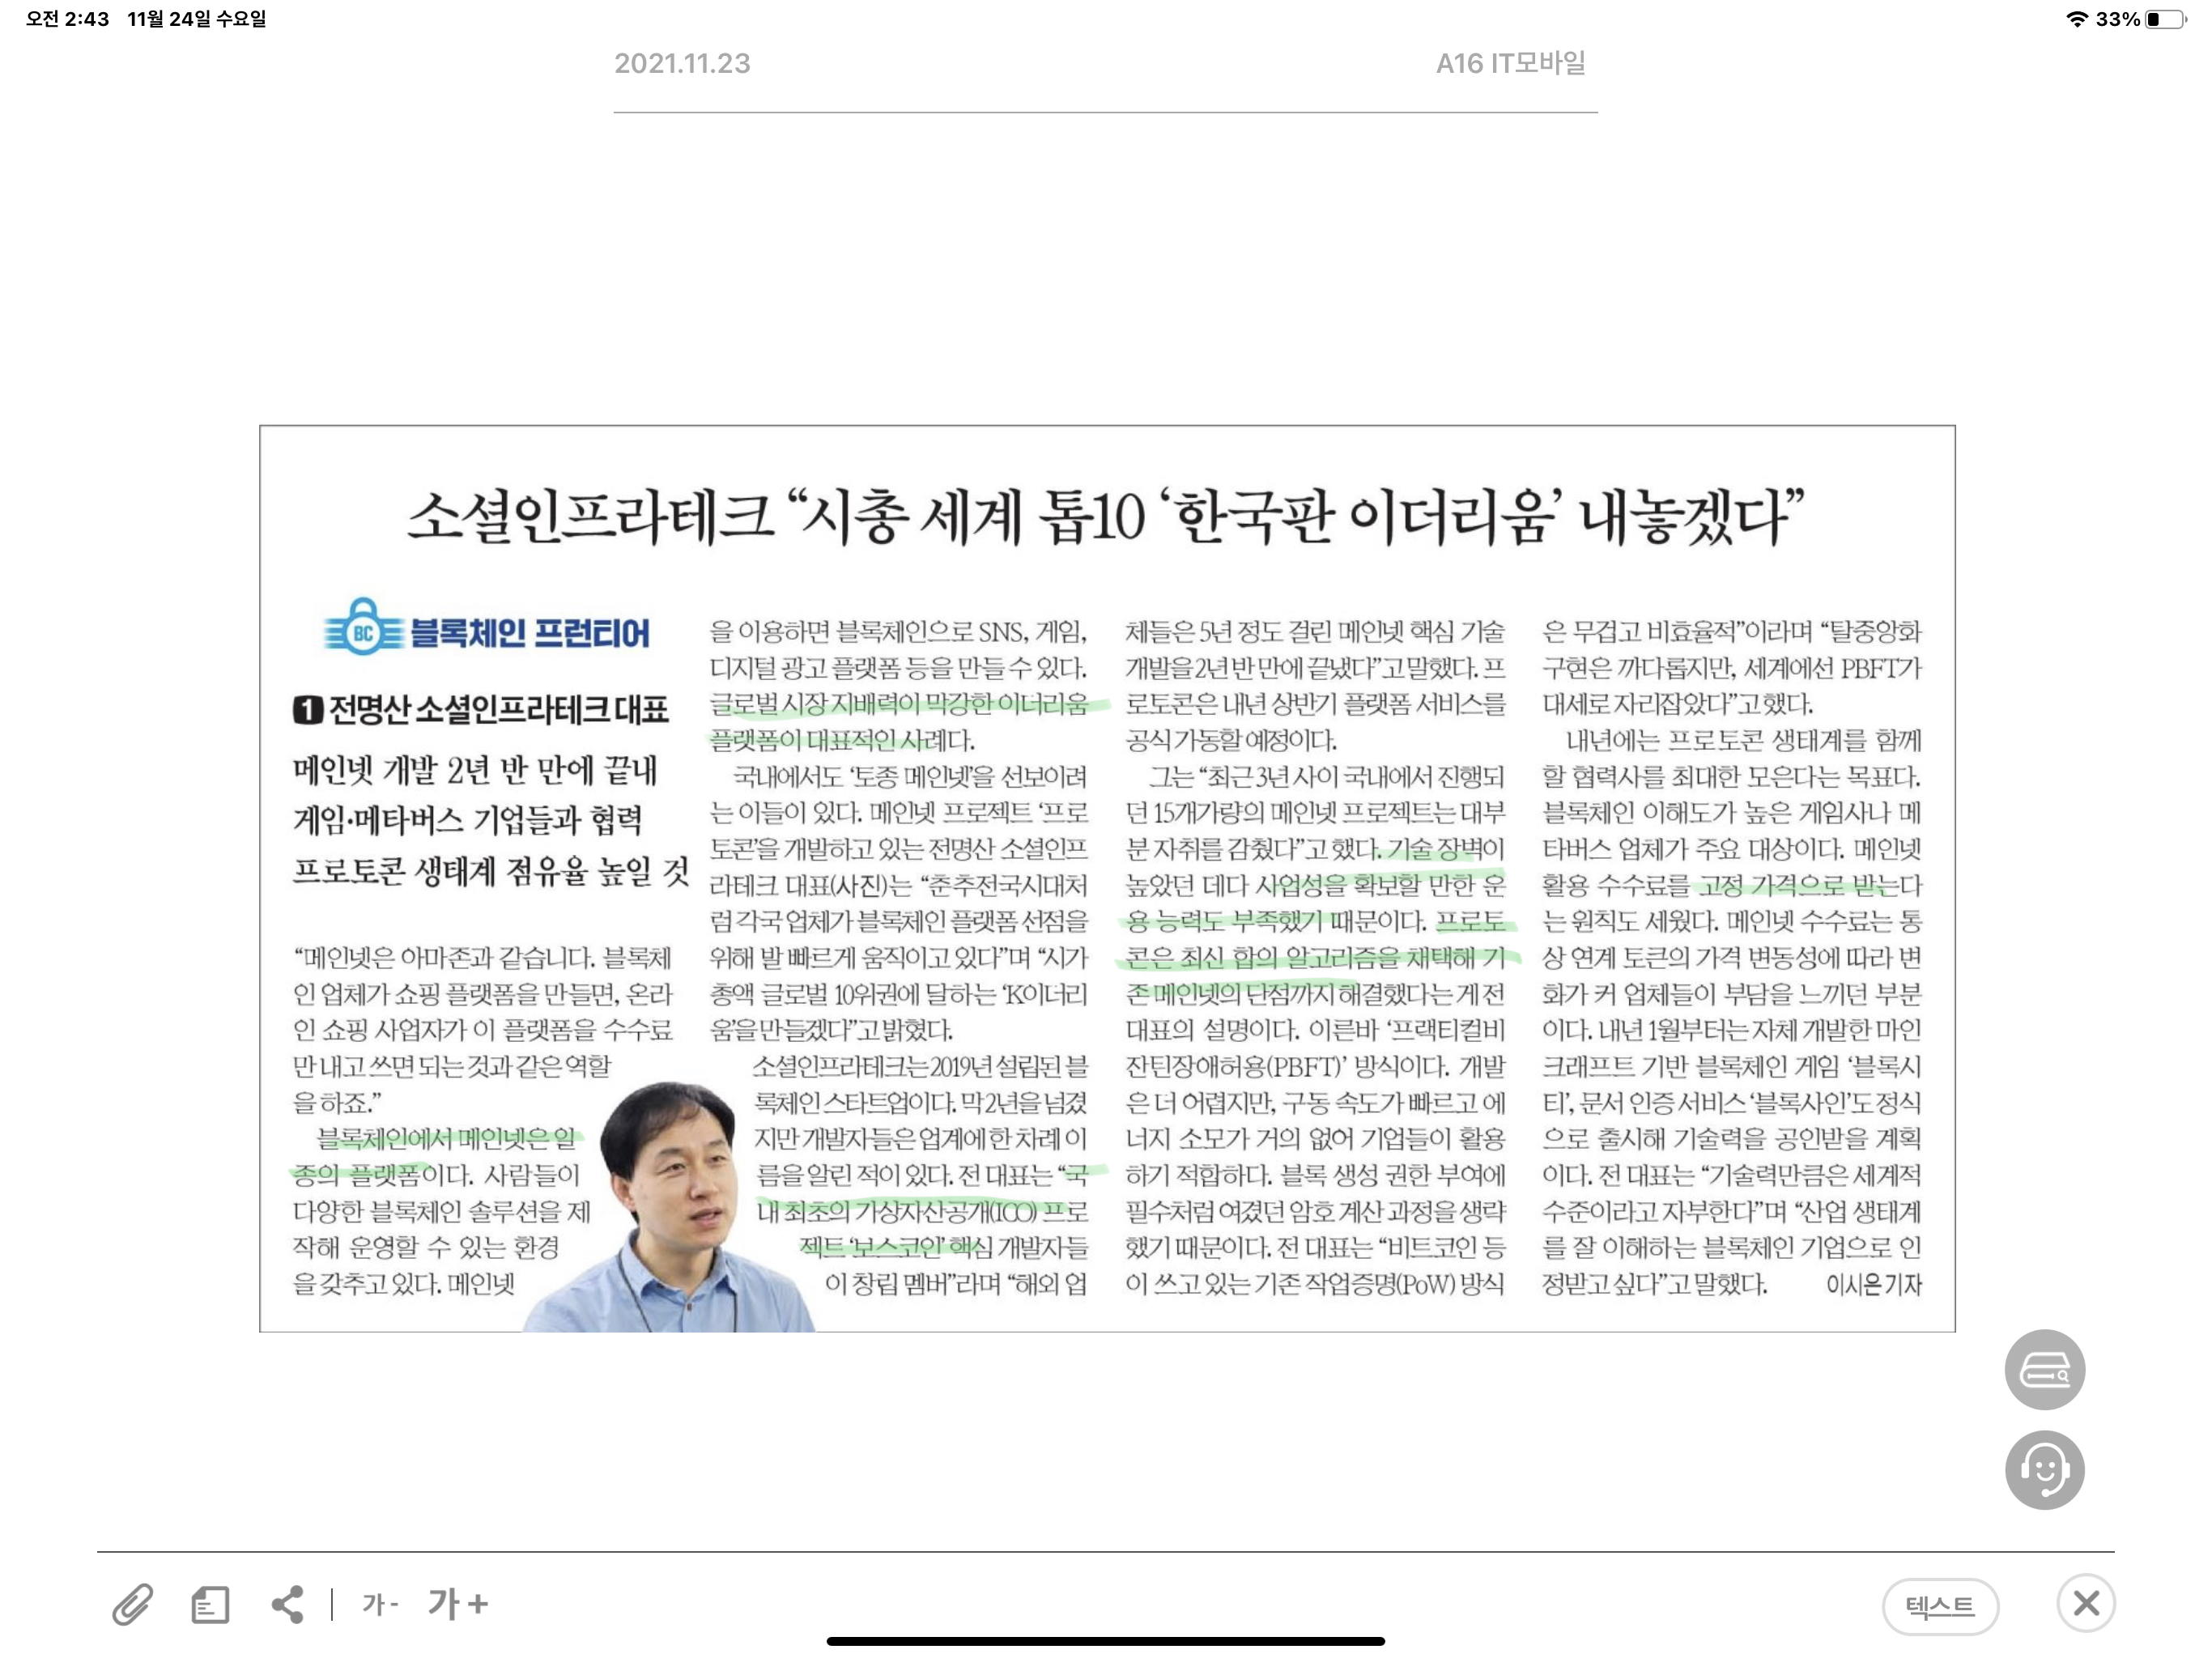 오전 2:43 11월 24일 수요일
33%
2021.11.23
A16 IT모바일
소셜인프라테크 “시총 세계 톱10 ‘한국판 이더리움’ 내놓겠다”
BC 블록체인 프런티어
1 전명산 소셜인프라테크 대표
메인넷 개발 2년 반 만에 끝내
게임·메타버스 기업들과 협력
프로토콘 생태계 점유율 높일 것
“메인넷은 아마존과 같습니다. 블록체
인 업체가 쇼핑 플랫폼을 만들면, 온라
인 쇼핑 사업자가 이 플랫폼을 수수료
만 내고 쓰면 되는 것과 같은 역할
을 하죠.”
블록체인에서 메인넷은 일
종의 플랫폼이다. 사람들이
다양한 블록체인 솔루션을 제
작해 운영할 수 있는 환경
을 갖추고 있다. 메인넷
을 이용하면 블록체인으로 SNS, 게임,
디지털 광고 플랫폼 등을 만들 수 있다.
글로벌 시장 지배력이 막강한 이더리움
플랫폼이 대표적인 사례다.
국내에서도 ‘토종 메인넷’을 선보이려
는 이들이 있다. 메인넷 프로젝트 ‘프로
토콘’을 개발하고 있는 전명산 소셜인프
라테크 대표(사진)는 “춘추전국시대처
럼 각국 업체가 블록체인 플랫폼 선점을
위해 발 빠르게 움직이고 있다”며 “시가
총액 글로벌 10위권에 달하는 ‘K이더리
움’을 만들겠다”고 밝혔다.
소셜인프라테크는 2019년 설립된 블
록체인 스타트업이다. 막 2년을 넘겼
지만 개발자들은 업계에 한 차례 이
름을 알린 적이 있다. 전 대표는 “국
내 최초의 가상자산공개(ICO) 프로
젝트 ‘보스코인’ 핵심 개발자들
이 창립 멤버”라며 “해외 업
체들은 5년 정도 걸린 메인넷 핵심 기술
개발을 2년 반 만에 끝냈다”고 말했다. 프
로토콘은 내년 상반기 플랫폼 서비스를
공식 가동할 예정이다.
그는 “최근 3년 사이 국내에서 진행되
던 15개가량의 메인넷 프로젝트는 대부
분 자취를 감췄다”고 했다. 기술 장벽이
높았던 데다 사업성을 확보할 만한 운
용 능력도 부족했기 때문이다. 프로토
콘은 최신 합의 알고리즘을 채택해 기
존 메인넷의 단점까지 해결했다는 게 전
대표의 설명이다. 이른바 ‘프랙티컬비
잔틴장애허용(PBFT)’ 방식이다. 개발
은 더 어렵지만, 구동 속도가 빠르고 에
너지 소모가 거의 없어 기업들이 활용
하기 적합하다. 블록 생성 권한 부여에
필수처럼 여겼던 암호 계산 과정을 생략
했기 때문이다. 전 대표는 “비트코인 등
이 쓰고 있는 기존 작업증명(PoW) 방식
은 무겁고 비효율적”이라며 “탈중앙화
구현은 까다롭지만, 세계에선 PBFT가
대세로 자리잡았다”고 했다.
내년에는 프로토콘 생태계를 함께
할 협력사를 최대한 모은다는 목표다.
블록체인 이해도가 높은 게임사나 메
타버스 업체가 주요 대상이다. 메인넷
활용 수수료를 고정 가격으로 받는다
는 원칙도 세웠다. 메인넷 수수료는 통
상 연계 토큰의 가격 변동성에 따라 변
화가 커 업체들이 부담을 느끼던 부분
이다. 내년 1월부터는 자체 개발한 마인
크래프트 기반 블록체인 게임 ‘블록시
티’, 문서 인증 서비스 ‘블록사인’도 정식
으로 출시해 기술력을 공인받을 계획
이다. 전 대표는 “기술력만큼은 세계적
수준이라고 자부한다”며 “산업 생태계
를 잘 이해하는 블록체인 기업으로 인
정받고 싶다”고 말했다. 이시은 기자
가- 가+
텍스트